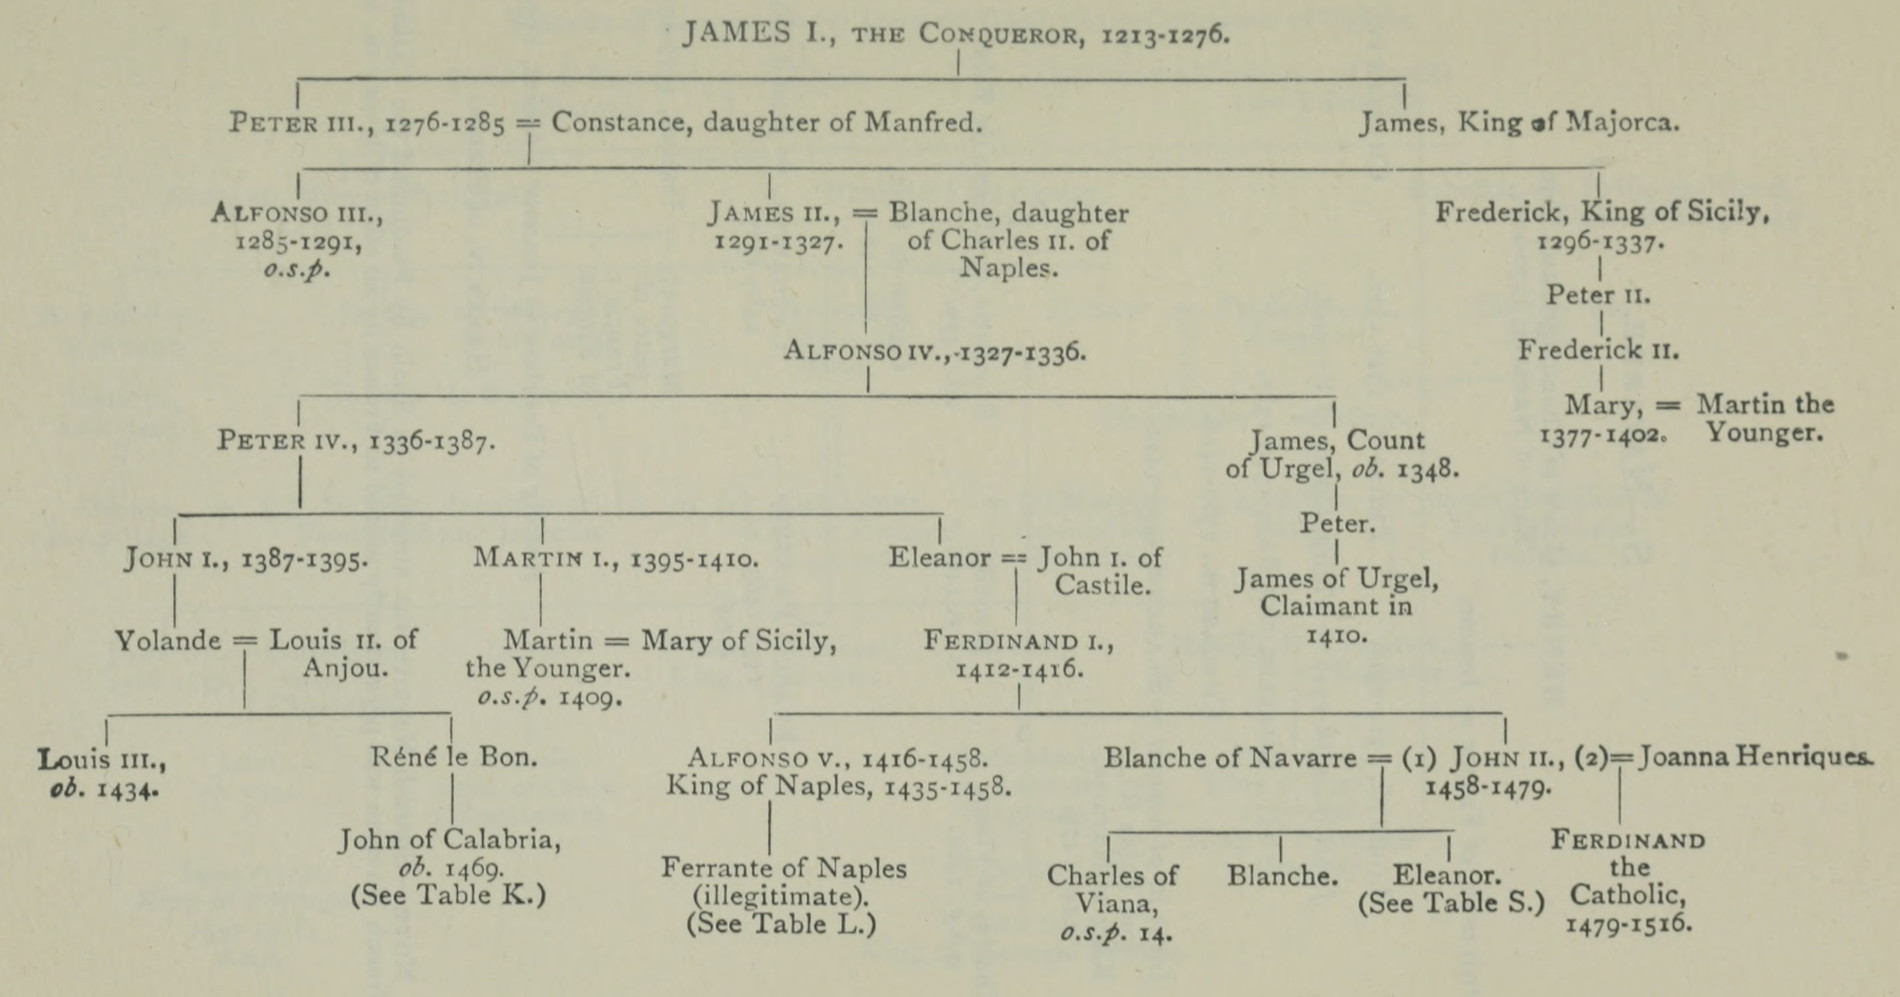 JAMES I., THE CONQUEROR, 1213-1276.
PETER III., 1276-1285 = Constance, daughter of Manfred.
James, King of Majorca.
ALFONSO III.,
1285-1291,
o.s.p.
JAMES II., = Blanche, daughter
1291-1327. of Charles II. of
Naples.
Frederick, King of Sicily,
1296-1337.
Peter II.
Frederick II.
Mary, = Martin the
1377-1402. Younger.
ALFONSO IV., 1327-1336.
PETER IV., 1336-1387.
James, Count
of Urgel, ob. 1348.
Peter.
James of Urgel,
Claimant in
1410.
JOHN I., 1387-1395.
MARTIN I., 1395-1410.
Eleanor = John I. of
Castile.
Yolande = Louis II. of
Anjou.
Martin = Mary of Sicily,
the Younger.
o.s.p. 1409.
FERDINAND I.,
1412-1416.
Louis III.,
ob. 1434.
Réné le Bon.
John of Calabria,
ob. 1469.
(See Table K.)
ALFONSO V., 1416-1458.
King of Naples, 1435-1458.
Ferrante of Naples
(illegitimate).
(See Table L.)
Blanche of Navarre = (1) JOHN II., (2)= Joanna Henriques.
1458-1479.
Charles of
Viana,
o.s.p. 14.
Blanche.
Eleanor.
(See Table S.)
FERDINAND
the
Catholic,
1479-1516.